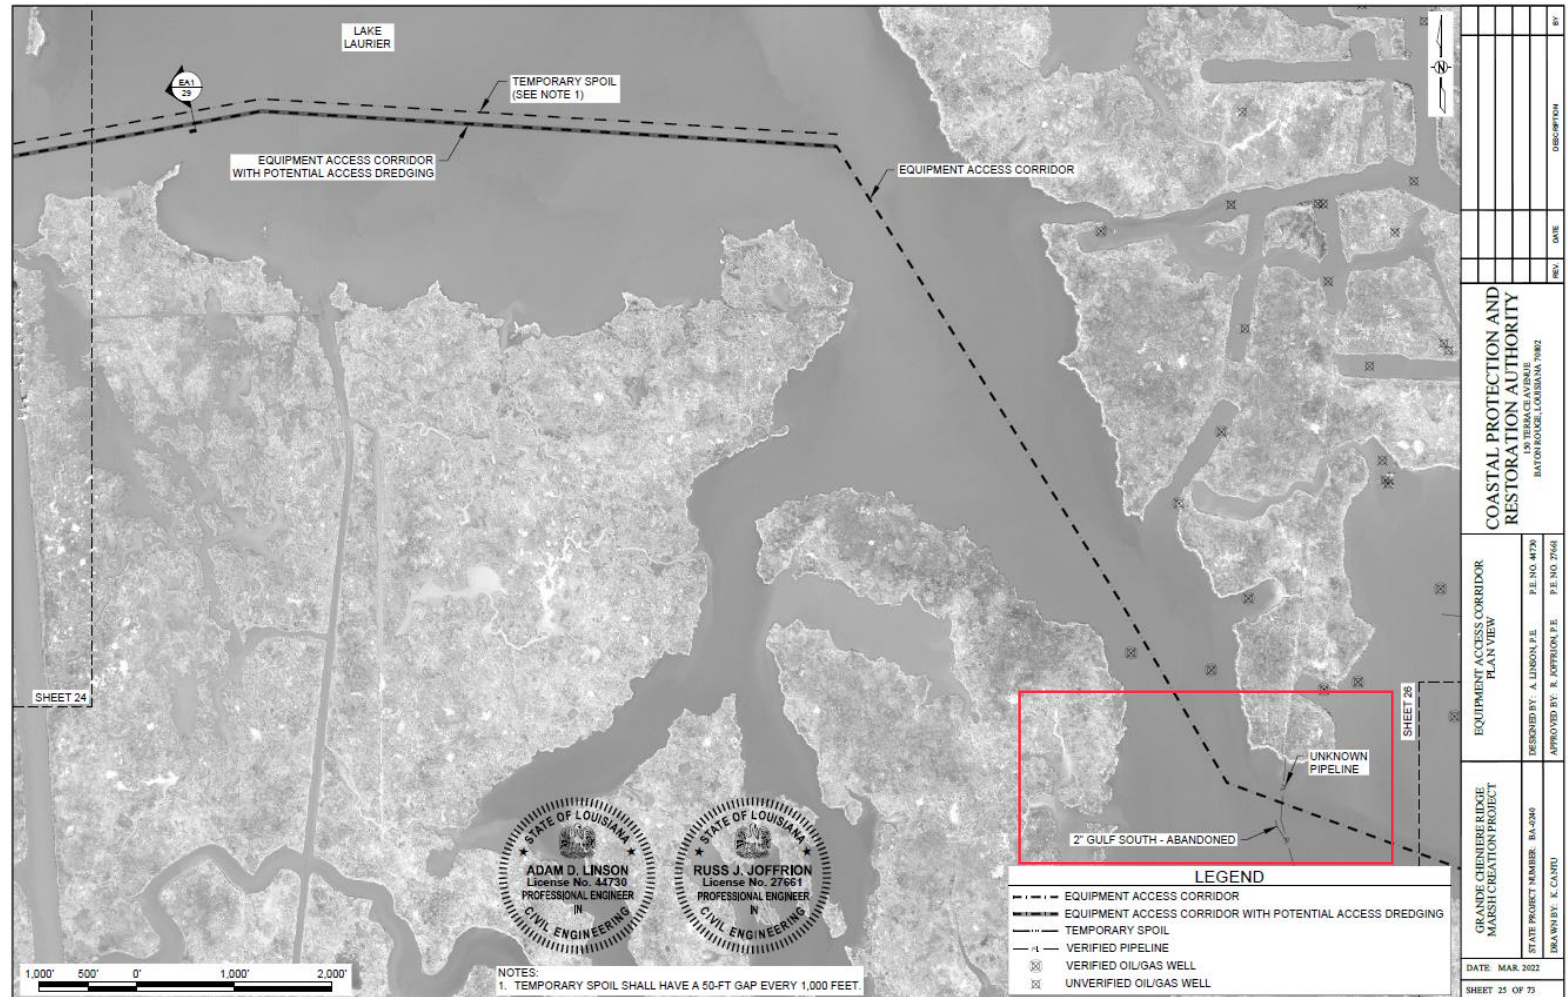 LAKE
LAURIER
EA1
29
TEMPORARY SPOIL
(SEE NOTE 1)
EQUIPMENT ACCESS CORRIDOR
WITH POTENTIAL ACCESS DREDGING
EQUIPMENT ACCESS CORRIDOR
N
SHEET 24
SHEET 26
UNKNOWN
PIPELINE
2" GULF SOUTH - ABANDONED
STATE OF LOUISIANA
ADAM D. LINSON
License No. 44730
PROFESSIONAL ENGINEER
IN
CIVIL ENGINEERING
STATE OF LOUISIANA
RUSS J. JOFFRION
License No. 27661
PROFESSIONAL ENGINEER
IN
CIVIL ENGINEERING
LEGEND
EQUIPMENT ACCESS CORRIDOR
EQUIPMENT ACCESS CORRIDOR WITH POTENTIAL ACCESS DREDGING
TEMPORARY SPOIL
PL VERIFIED PIPELINE
VERIFIED OIL/GAS WELL
UNVERIFIED OIL/GAS WELL
1,000' 500' 0' 1,000' 2,000'
NOTES:
1. TEMPORARY SPOIL SHALL HAVE A 50-FT GAP EVERY 1,000 FEET.
REV. DATE DESCRIPTION BY
COASTAL PROTECTION AND
RESTORATION AUTHORITY
150 TERRACE AVENUE
BATON ROUGE, LOUISIANA 70802
EQUIPMENT ACCESS CORRIDOR
PLAN VIEW
DESIGNED BY: A. LINSON, P.E. P.E. NO. 44730
APPROVED BY: R. JOFFRION, P.E. P.E. NO. 27661
GRANDE CHENIERE RIDGE
MARSH CREATION PROJECT
STATE PROJECT NUMBER: BA-0240
DRAWN BY: K. CANTU
DATE: MAR. 2022
SHEET 25 OF 73